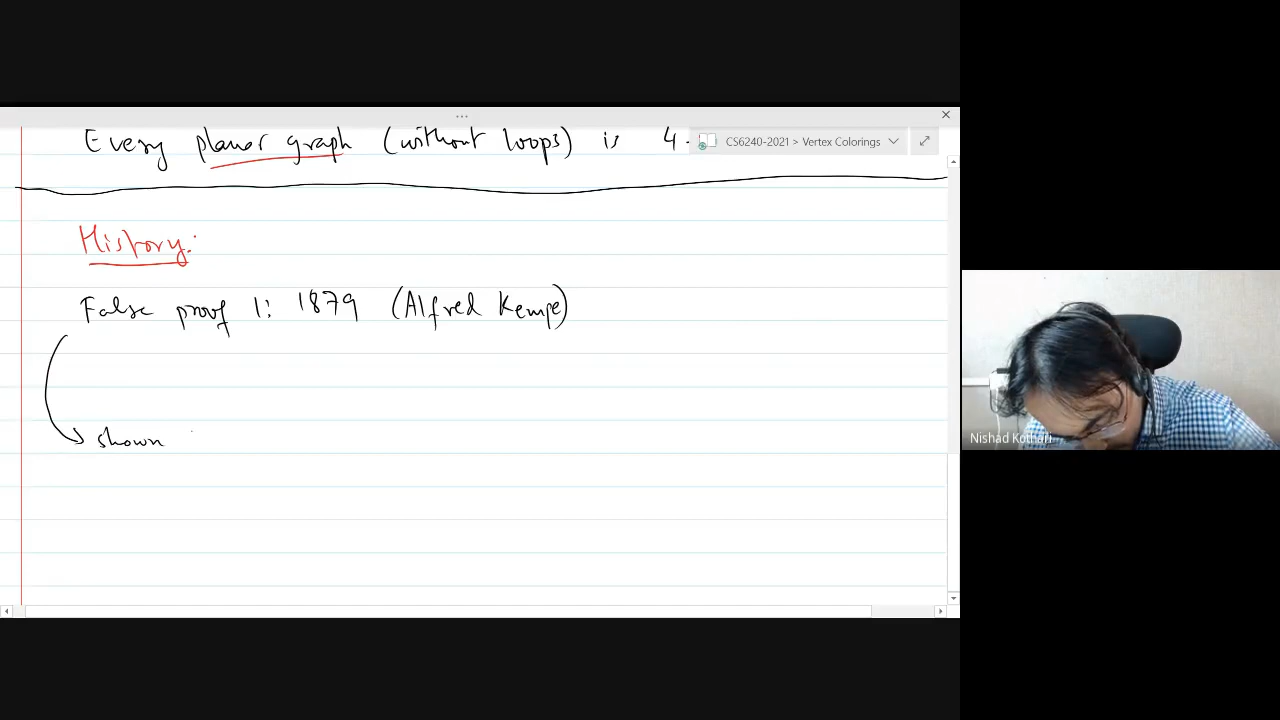 Every planar graph (without loops) is 4-
CS6240-2021 > Vertex Colorings
History:
False proof 1: 1879 (Alfred Kempe)
shown
Nishad Kothari